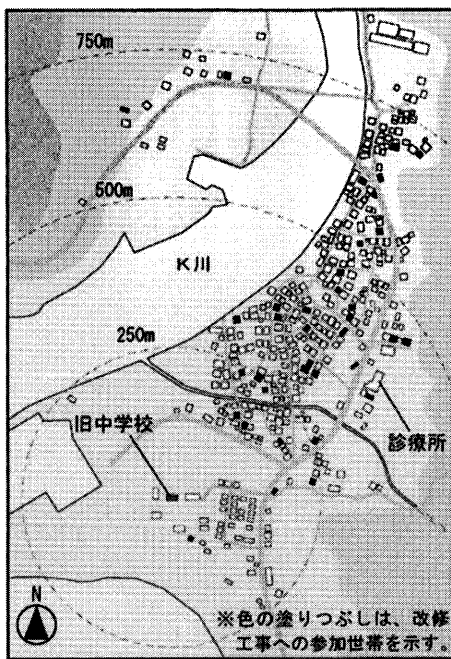 750m
500m
K川
250m
旧中学校
診療所
N
※色の塗りつぶしは、改修
工事への参加世帯を示す。